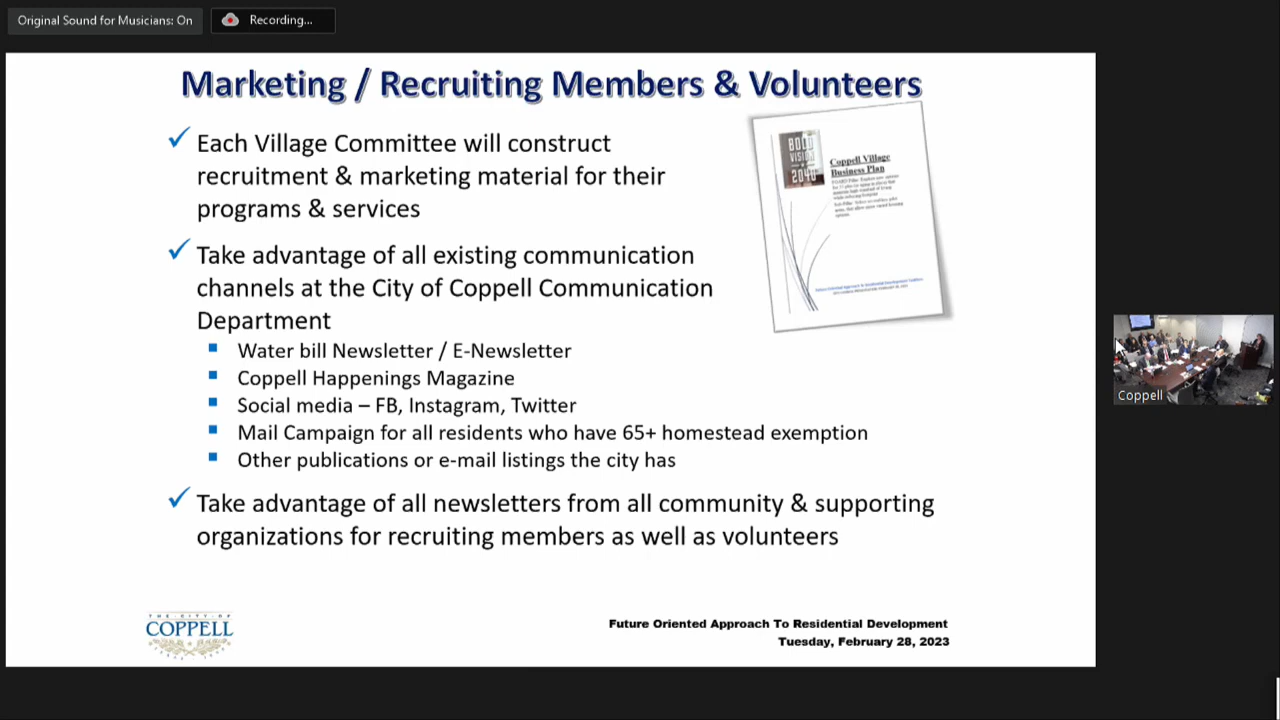 Original Sound for Musicians: On
Recording...
Marketing / Recruiting Members & Volunteers
Each Village Committee will construct
recruitment & marketing material for their
programs & services
Take advantage of all existing communication
channels at the City of Coppell Communication
Department
Water bill Newsletter / E-Newsletter
Coppell Happenings Magazine
Social media – FB, Instagram, Twitter
Mail Campaign for all residents who have 65+ homestead exemption
Other publications or e-mail listings the city has
Take advantage of all newsletters from all community & supporting
organizations for recruiting members as well as volunteers
BOLD
VISION
2040
Coppell Village
Business Plan
THE CITY OF
COPPELL
Future Oriented Approach To Residential Development
Tuesday, February 28, 2023
Coppell